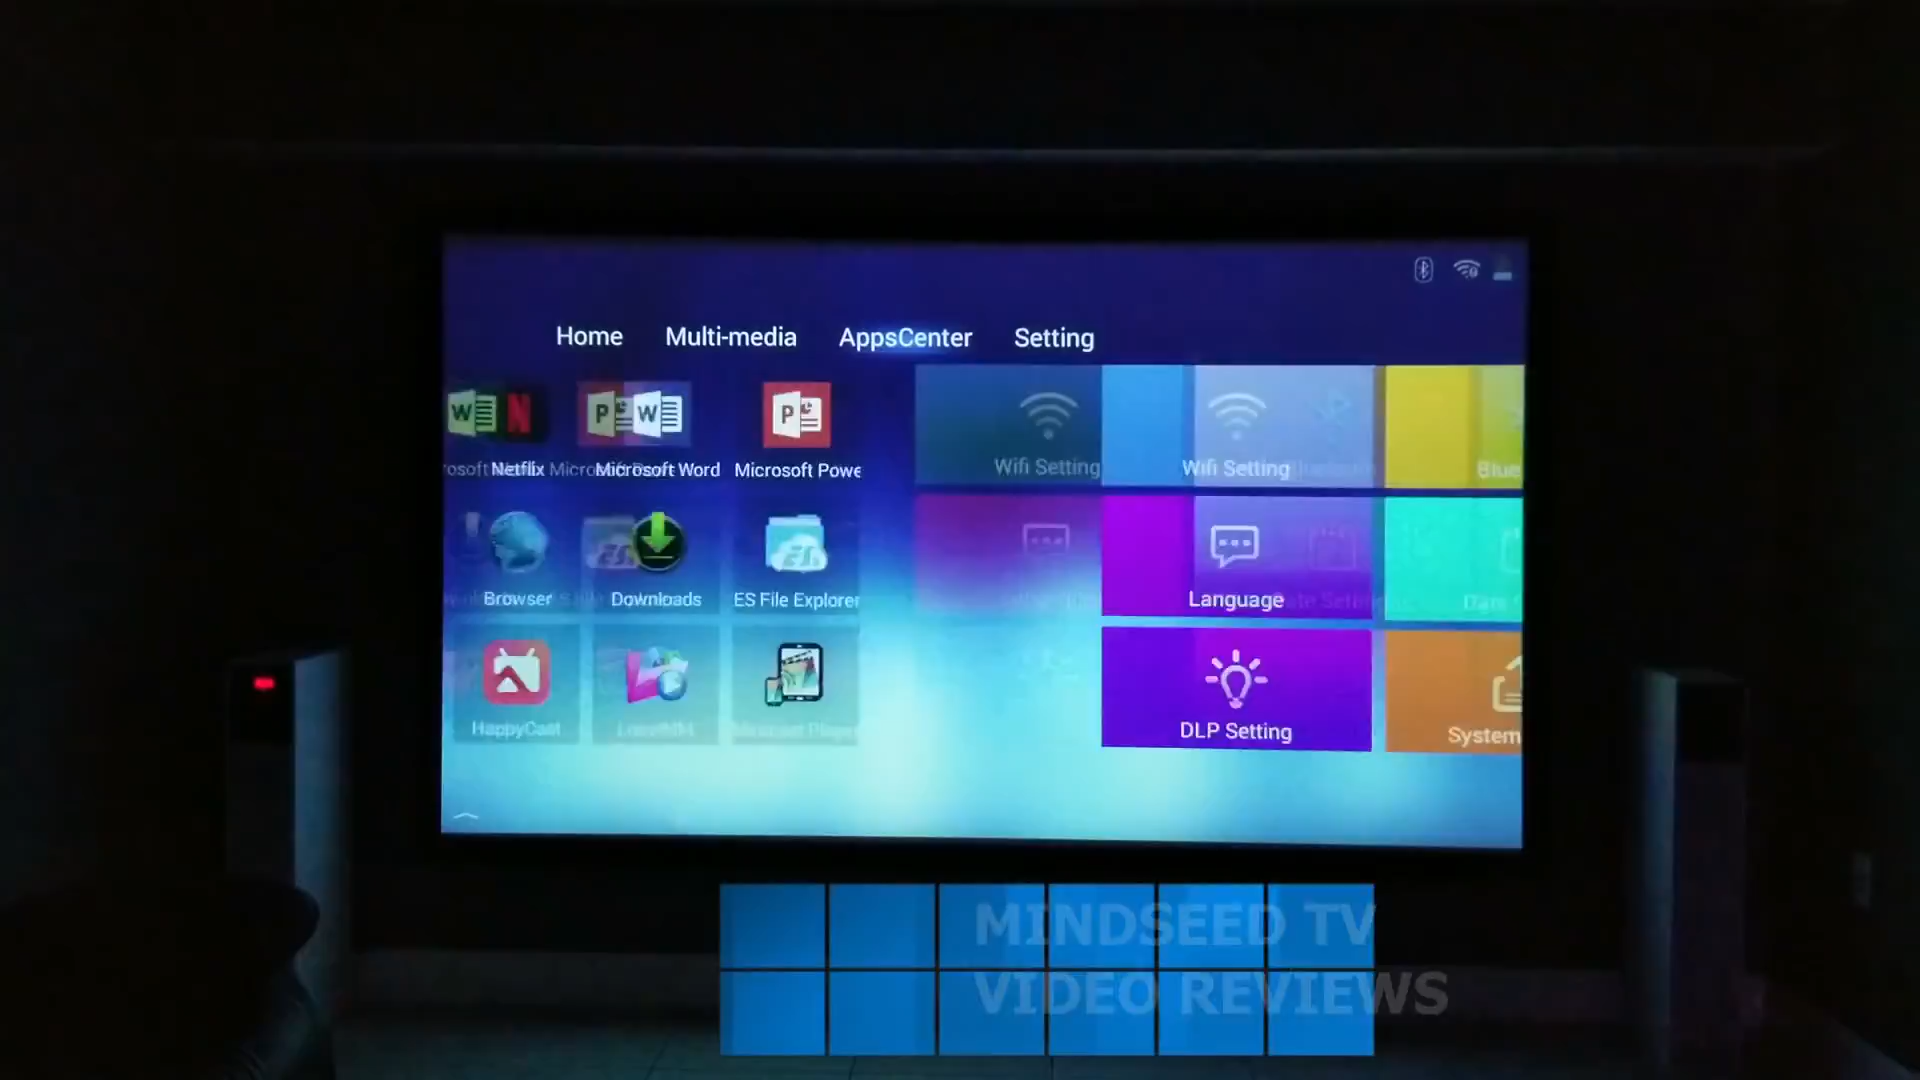 Home Multi-media AppsCenter Setting
Netflix Microsoft Word Microsoft Powe
Wifi Setting Wifi Setting Blue
Browser Downloads ES File Explorer
Language Date
HappyCast
DLP Setting System
MINDSEED TV
VIDEO REVIEWS